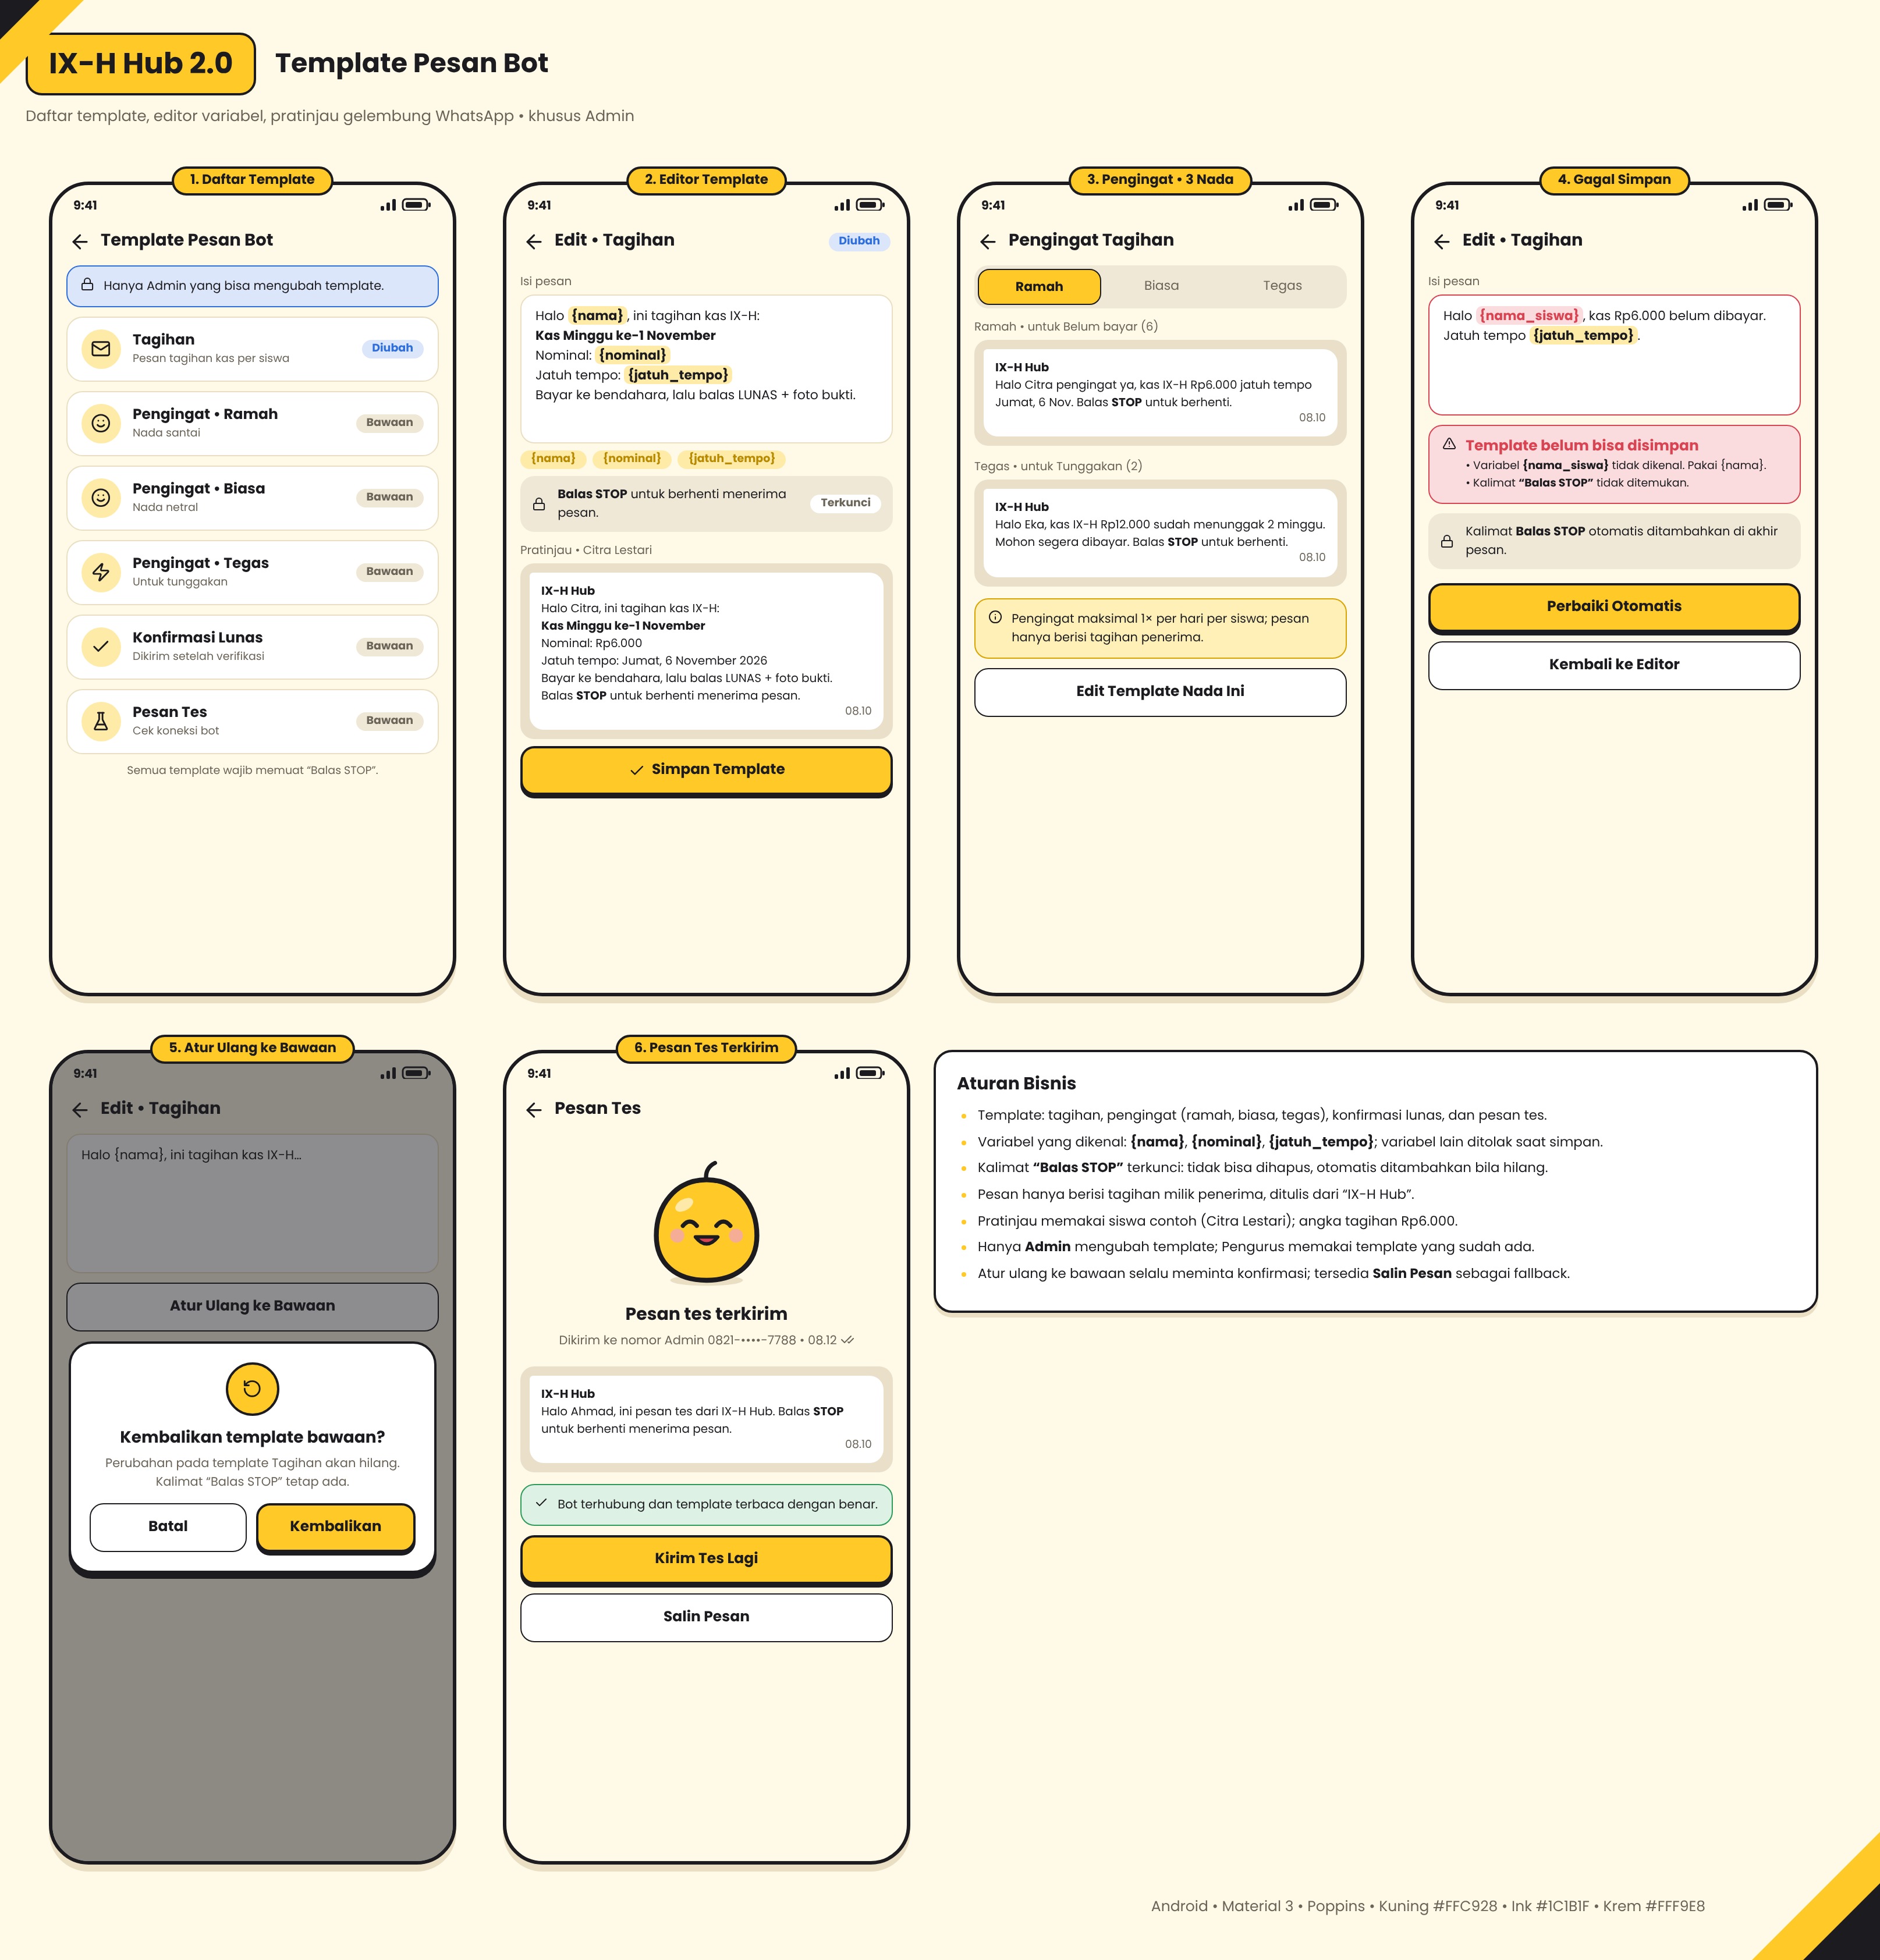 IX-H Hub 2.0
Template Pesan Bot
Daftar template, editor variabel, pratinjau gelembung WhatsApp • khusus Admin
1. Daftar Template
9:41
Template Pesan Bot
Hanya Admin yang bisa mengubah template.
Tagihan
Pesan tagihan kas per siswa
Diubah
Pengingat • Ramah
Nada santai
Bawaan
Pengingat • Biasa
Nada netral
Bawaan
Pengingat • Tegas
Untuk tunggakan
Bawaan
Konfirmasi Lunas
Dikirim setelah verifikasi
Bawaan
Pesan Tes
Cek koneksi bot
Bawaan
Semua template wajib memuat “Balas STOP”.
2. Editor Template
9:41
Edit • Tagihan
Diubah
Isi pesan
Halo {nama}, ini tagihan kas IX-H:
Kas Minggu ke-1 November
Nominal: {nominal}
Jatuh tempo: {jatuh_tempo}
Bayar ke bendahara, lalu balas LUNAS + foto bukti.
{nama} {nominal} {jatuh_tempo}
Balas STOP untuk berhenti menerima
pesan.
Terkunci
Pratinjau • Citra Lestari
IX-H Hub
Halo Citra, ini tagihan kas IX-H:
Kas Minggu ke-1 November
Nominal: Rp6.000
Jatuh tempo: Jumat, 6 November 2026
Bayar ke bendahara, lalu balas LUNAS + foto bukti.
Balas STOP untuk berhenti menerima pesan.
08.10
Simpan Template
3. Pengingat • 3 Nada
9:41
Pengingat Tagihan
Ramah Biasa Tegas
Ramah • untuk Belum bayar (6)
IX-H Hub
Halo Citra pengingat ya, kas IX-H Rp6.000 jatuh tempo
Jumat, 6 Nov. Balas STOP untuk berhenti.
08.10
Tegas • untuk Tunggakan (2)
IX-H Hub
Halo Eka, kas IX-H Rp12.000 sudah menunggak 2 minggu.
Mohon segera dibayar. Balas STOP untuk berhenti.
08.10
Pengingat maksimal 1× per hari per siswa; pesan
hanya berisi tagihan penerima.
Edit Template Nada Ini
4. Gagal Simpan
9:41
Edit • Tagihan
Isi pesan
Halo {nama_siswa}, kas Rp6.000 belum dibayar.
Jatuh tempo {jatuh_tempo}.
Template belum bisa disimpan
• Variabel {nama_siswa} tidak dikenal. Pakai {nama}.
• Kalimat “Balas STOP” tidak ditemukan.
Kalimat Balas STOP otomatis ditambahkan di akhir
pesan.
Perbaiki Otomatis
Kembali ke Editor
5. Atur Ulang ke Bawaan
9:41
Edit • Tagihan
Halo {nama}, ini tagihan kas IX-H...
Atur Ulang ke Bawaan
Kembalikan template bawaan?
Perubahan pada template Tagihan akan hilang.
Kalimat “Balas STOP” tetap ada.
Batal Kembalikan
6. Pesan Tes Terkirim
9:41
Pesan Tes
Pesan tes terkirim
Dikirim ke nomor Admin 0821-••••-7788 • 08.12
IX-H Hub
Halo Ahmad, ini pesan tes dari IX-H Hub. Balas STOP
untuk berhenti menerima pesan.
08.10
Bot terhubung dan template terbaca dengan benar.
Kirim Tes Lagi
Salin Pesan
Aturan Bisnis
• Template: tagihan, pengingat (ramah, biasa, tegas), konfirmasi lunas, dan pesan tes.
• Variabel yang dikenal: {nama}, {nominal}, {jatuh_tempo}; variabel lain ditolak saat simpan.
• Kalimat “Balas STOP” terkunci: tidak bisa dihapus, otomatis ditambahkan bila hilang.
• Pesan hanya berisi tagihan milik penerima, ditulis dari “IX-H Hub”.
• Pratinjau memakai siswa contoh (Citra Lestari); angka tagihan Rp6.000.
• Hanya Admin mengubah template; Pengurus memakai template yang sudah ada.
• Atur ulang ke bawaan selalu meminta konfirmasi; tersedia Salin Pesan sebagai fallback.
Android • Material 3 • Poppins • Kuning #FFC928 • Ink #1C1B1F • Krem #FFF9E8